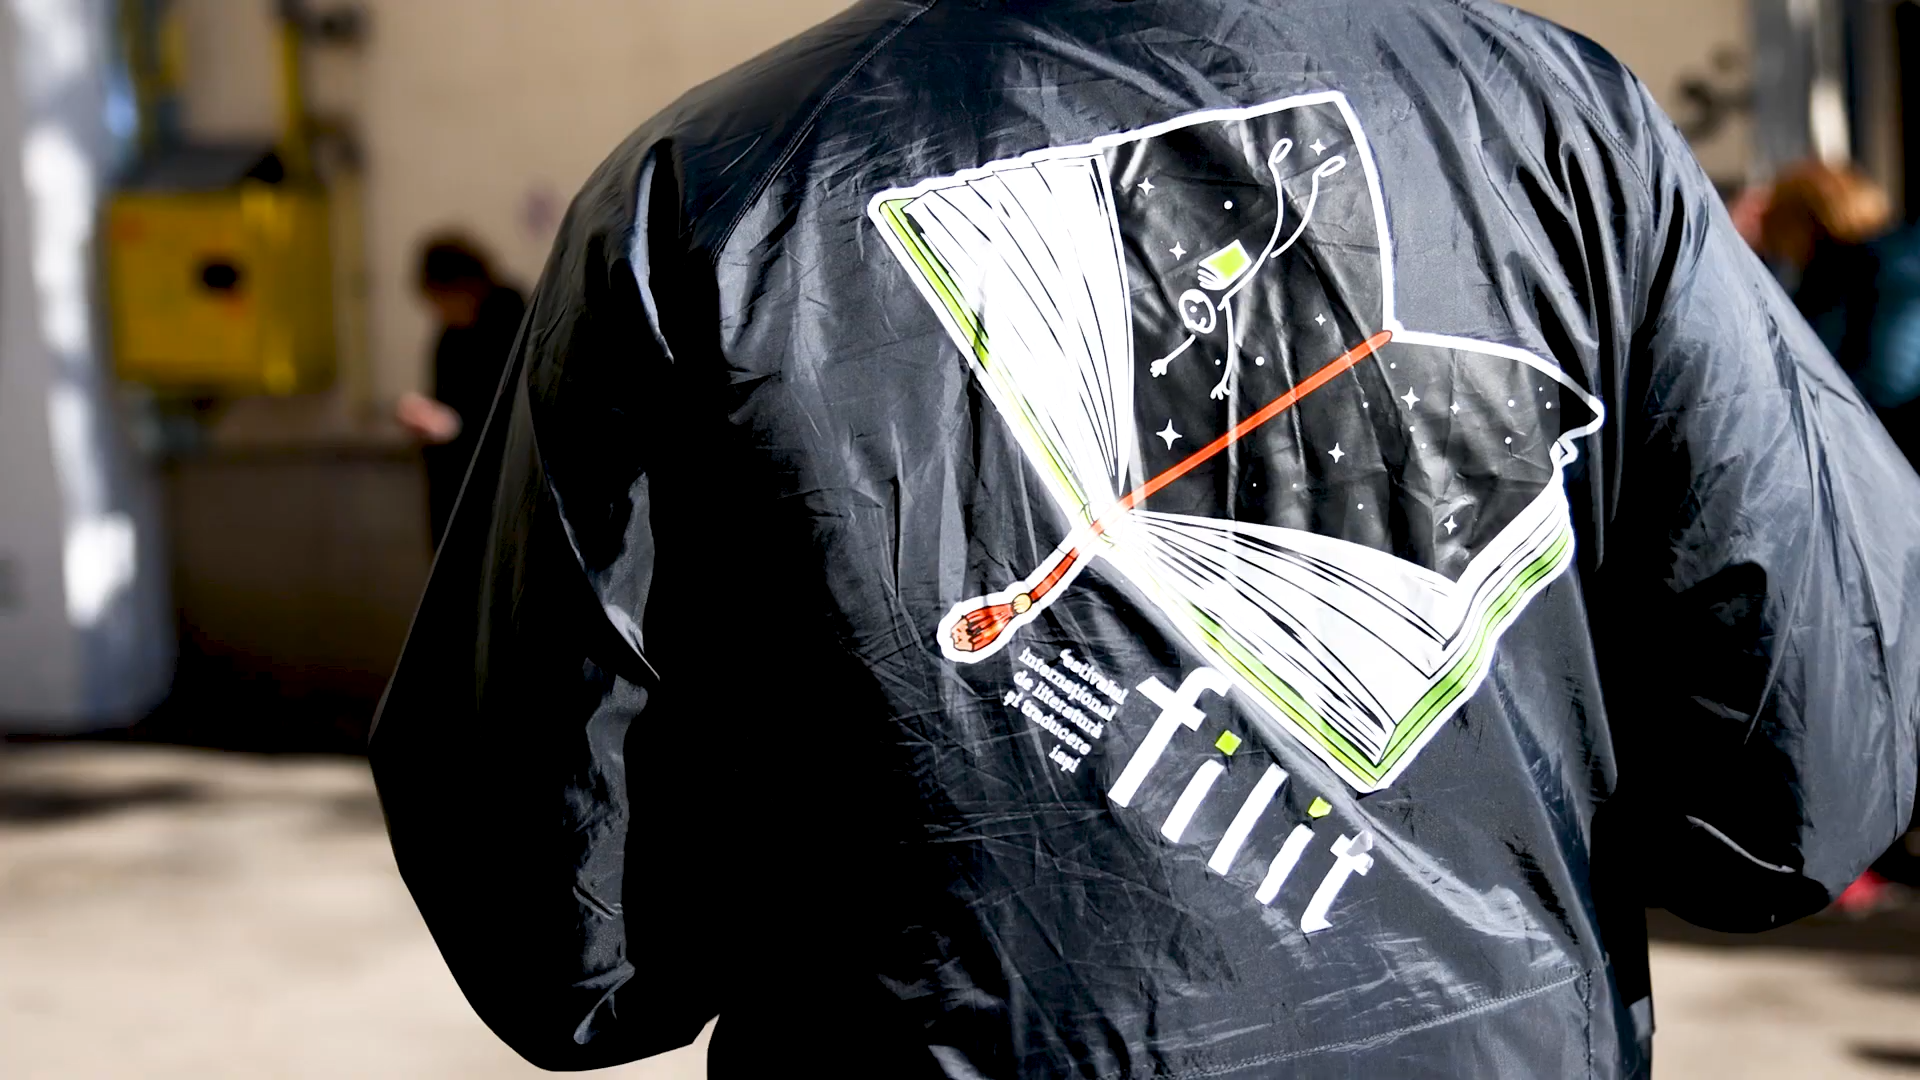 festivalul
internațional
de literatură
și traducere
iași
filit